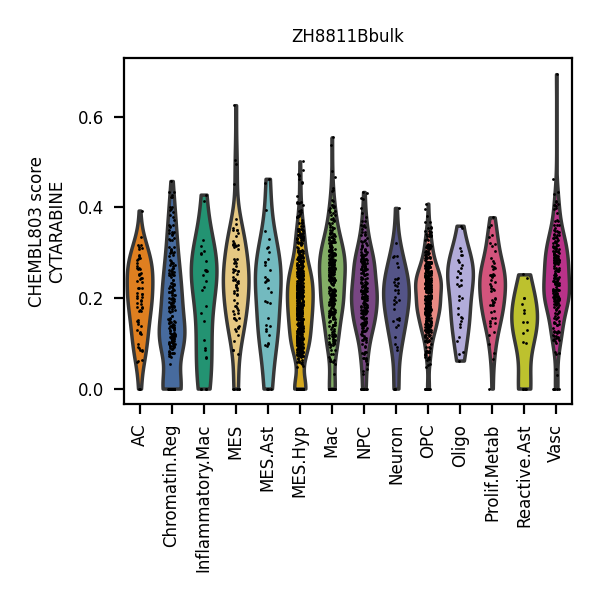 ZH8811Bbulk
CHEMBL803 score
CYTARABINE
0.6
0.4
0.2
0.0
AC
Chromatin.Reg
Inflammatory.Mac
MES
MES.Ast
MES.Hyp
Mac
NPC
Neuron
OPC
Oligo
Prolif.Metab
Reactive.Ast
Vasc